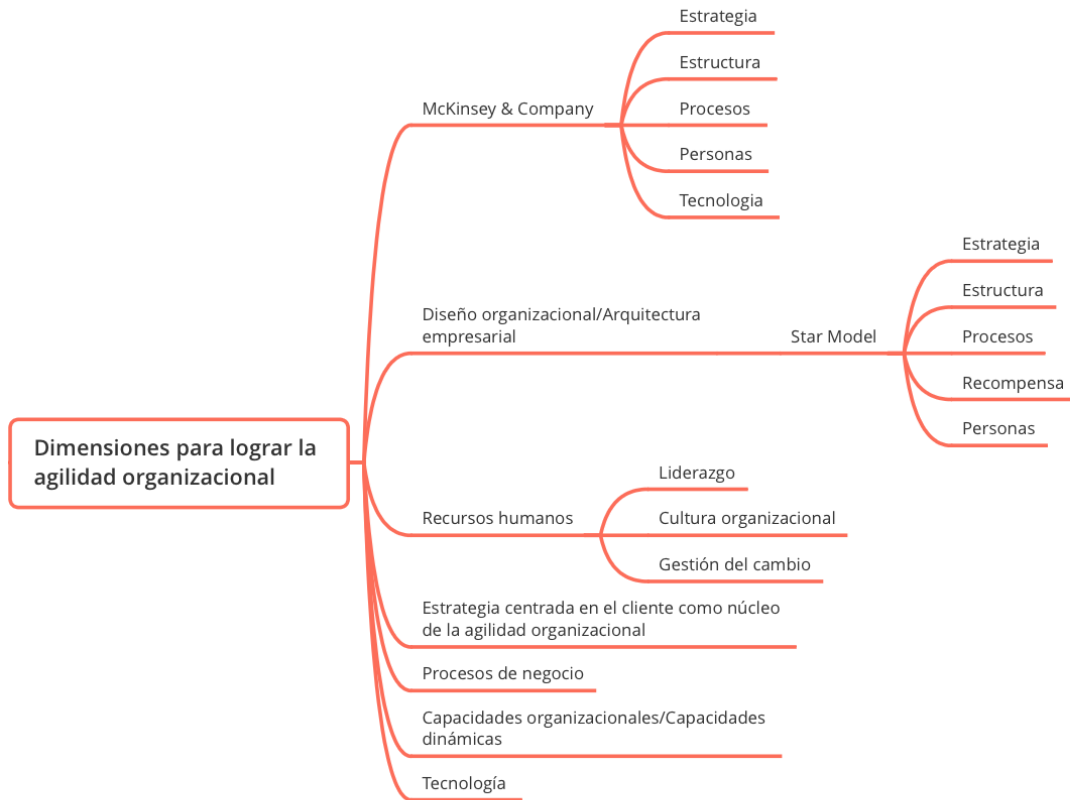 Dimensiones para lograr la
agilidad organizacional
McKinsey & Company
Estrategia
Estructura
Procesos
Personas
Tecnologia
Diseño organizacional/Arquitectura
empresarial
Star Model
Estrategia
Estructura
Procesos
Recompensa
Personas
Recursos humanos
Liderazgo
Cultura organizacional
Gestión del cambio
Estrategia centrada en el cliente como núcleo
de la agilidad organizacional
Procesos de negocio
Capacidades organizacionales/Capacidades
dinámicas
Tecnología